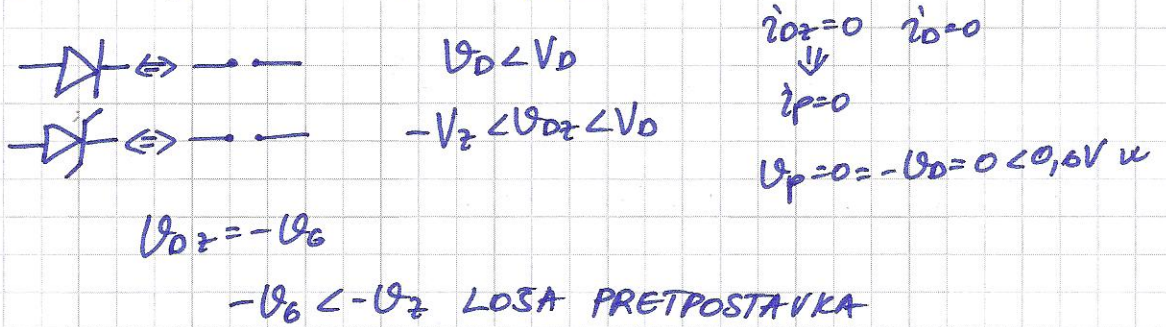 ⇔ v_D < V_D
i_DZ=0 i_D=0
⇓
i_p=0
⇔ -V_Z < v_DZ < V_D
v_p=0=-v_D=0<0,6V u
v_DZ = -v_G
-v_G < -v_Z LOŠA PRETPOSTAVKA